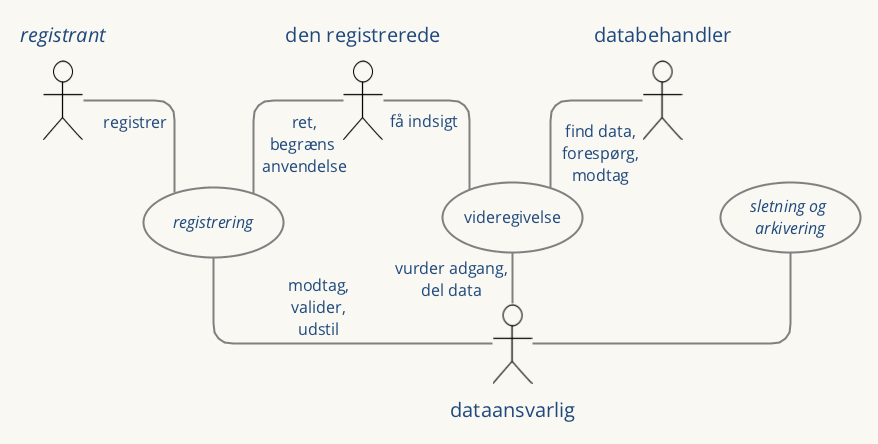 registrant
den registrerede
databehandler
registrer
ret,
begræns
anvendelse
få indsigt
find data,
forespørg,
modtag
registrering
videregivelse
sletning og
arkivering
modtag,
valider,
udstil
vurder adgang,
del data
dataansvarlig